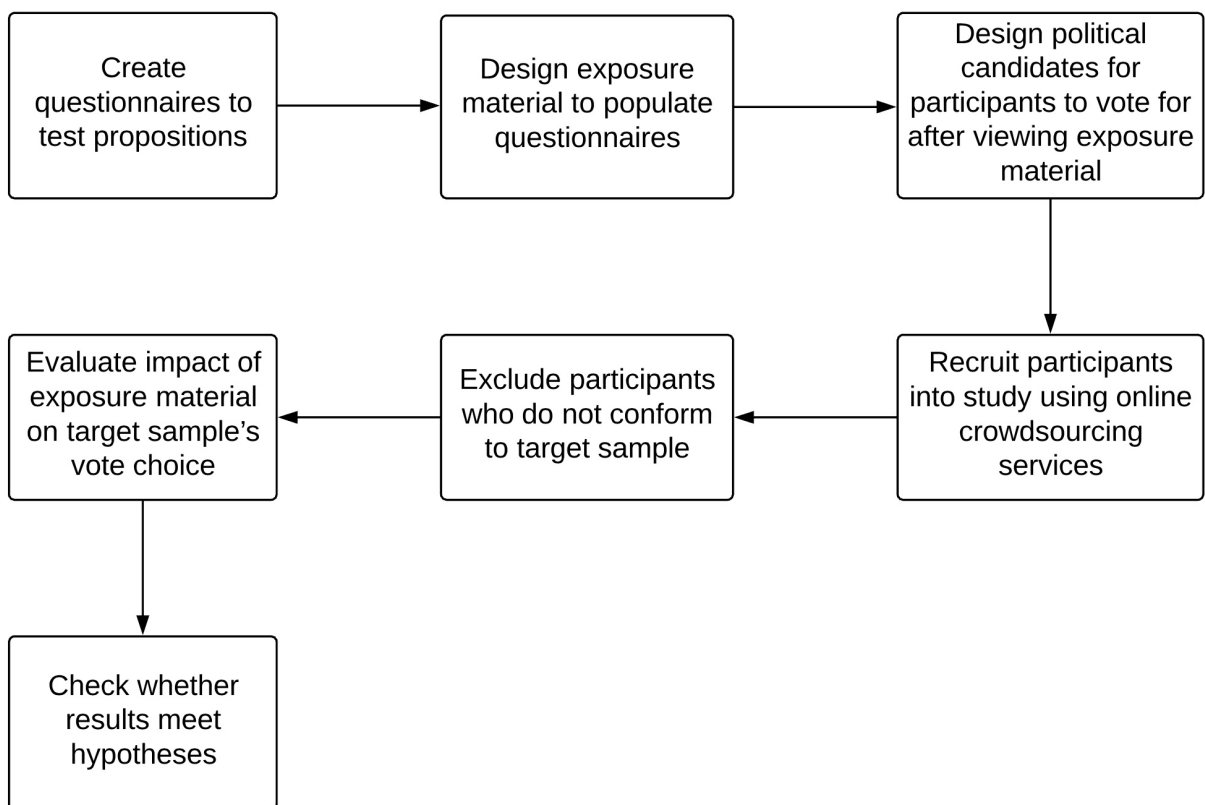 Create
questionnaires to
test propositions
Design exposure
material to populate
questionnaires
Design political
candidates for
participants to vote for
after viewing exposure
material
Recruit participants
into study using online
crowdsourcing
services
Exclude participants
who do not conform
to target sample
Evaluate impact of
exposure material
on target sample’s
vote choice
Check whether
results meet
hypotheses